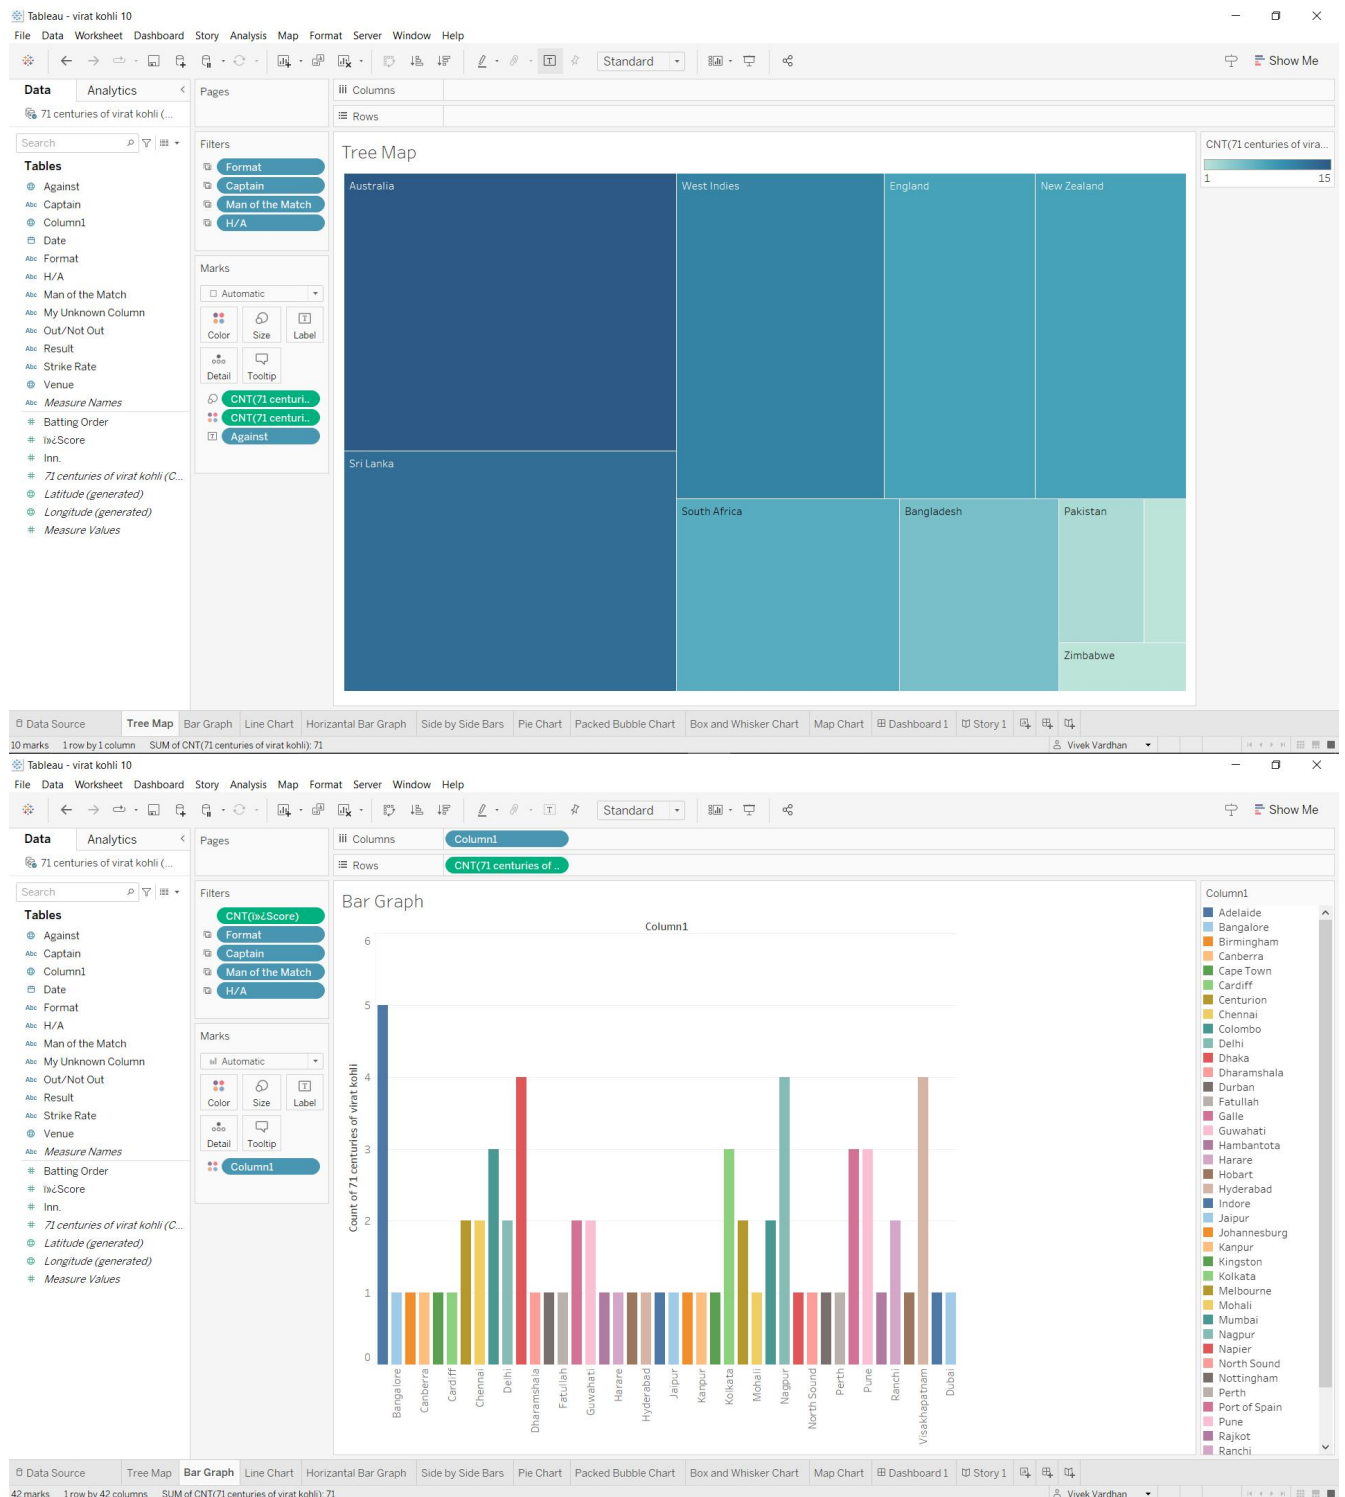 Tableau - virat kohli 10
File Data Worksheet Dashboard Story Analysis Map Format Server Window Help
Standard
Show Me
Data Analytics
Pages
Columns
71 centuries of virat kohli (...
Rows
Search
Filters
Tree Map
CNT(71 centuries of vira...
1 15
Tables
Format
Captain
Man of the Match
H/A
Against
Abc Captain
Column1
Date
Abc Format
Abc H/A
Abc Man of the Match
Abc My Unknown Column
Abc Out/Not Out
Abc Result
Abc Strike Rate
Venue
Abc Measure Names
# Batting Order
# ï»¿Score
# Inn.
# 71 centuries of virat kohli (C...
Latitude (generated)
Longitude (generated)
# Measure Values
Marks
Automatic
Color Size Label
Detail Tooltip
CNT(71 centuri..
CNT(71 centuri..
Against
Australia
West Indies
England
New Zealand
Sri Lanka
South Africa
Bangladesh
Pakistan
Zimbabwe
Data Source Tree Map Bar Graph Line Chart Horizantal Bar Graph Side by Side Bars Pie Chart Packed Bubble Chart Box and Whisker Chart Map Chart Dashboard 1 Story 1
10 marks 1 row by 1 column SUM of CNT(71 centuries of virat kohli): 71
Vivek Vardhan
Tableau - virat kohli 10
File Data Worksheet Dashboard Story Analysis Map Format Server Window Help
Standard
Show Me
Data Analytics
Pages
Columns
Column1
71 centuries of virat kohli (...
Rows
CNT(71 centuries of ..
Search
Filters
CNT(ï»¿Score)
Format
Captain
Man of the Match
H/A
Tables
Against
Abc Captain
Column1
Date
Abc Format
Abc H/A
Abc Man of the Match
Abc My Unknown Column
Abc Out/Not Out
Abc Result
Abc Strike Rate
Venue
Abc Measure Names
# Batting Order
# ï»¿Score
# Inn.
# 71 centuries of virat kohli (C...
Latitude (generated)
Longitude (generated)
# Measure Values
Marks
Automatic
Color Size Label
Detail Tooltip
Column1
Bar Graph
Column1
Count of 71 centuries of virat kohli
6
5
4
3
2
1
0
Bangalore
Canberra
Cardiff
Chennai
Delhi
Dharamshala
Fatullah
Guwahati
Harare
Hyderabad
Jaipur
Kanpur
Kolkata
Mohali
Nagpur
North Sound
Perth
Pune
Ranchi
Visakhapatnam
Dubai
Column1
Adelaide
Bangalore
Birmingham
Canberra
Cape Town
Cardiff
Centurion
Chennai
Colombo
Delhi
Dhaka
Dharamshala
Durban
Fatullah
Galle
Guwahati
Hambantota
Harare
Hobart
Hyderabad
Indore
Jaipur
Johannesburg
Kanpur
Kingston
Kolkata
Melbourne
Mohali
Mumbai
Nagpur
Napier
North Sound
Nottingham
Perth
Port of Spain
Pune
Rajkot
Ranchi
Data Source Tree Map Bar Graph Line Chart Horizantal Bar Graph Side by Side Bars Pie Chart Packed Bubble Chart Box and Whisker Chart Map Chart Dashboard 1 Story 1
42 marks 1 row by 42 columns SUM of CNT(71 centuries of virat kohli): 71
Vivek Vardhan